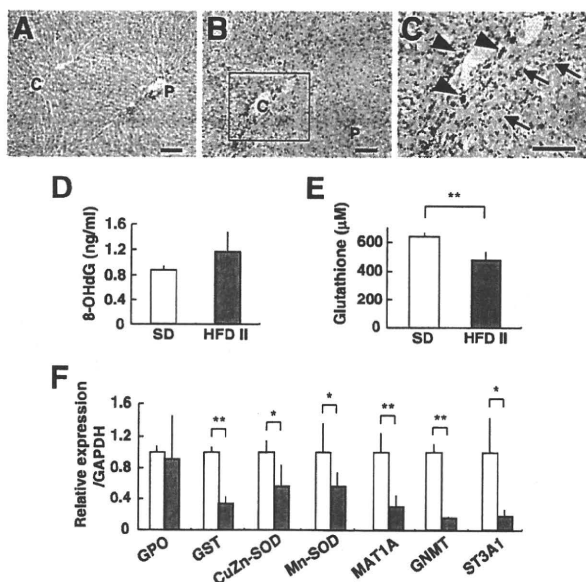 A
B
C
C
P
C
P
D
8-OHdG (ng/ml)
1.6
1.2
0.8
0.4
0
SD
HFD II
E
Glutathione (μM)
**
600
400
200
0
SD
HFD II
F
Relative expression
/GAPDH
1.6
1.2
0.8
0.4
0
**
*
*
**
**
*
GPO
GST
CuZn-SOD
Mn-SOD
MAT1A
GNMT
ST3A1